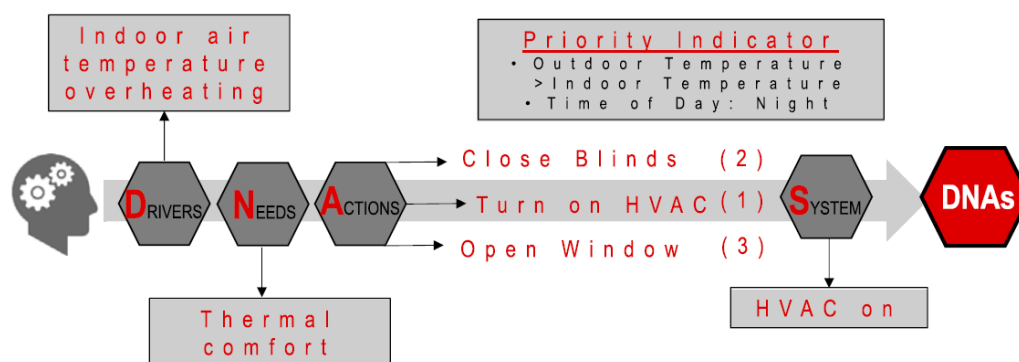 Indoor air
temperature
overheating
Priority Indicator
• Outdoor Temperature
>Indoor Temperature
• Time of Day: Night
DRIVERS
NEEDS
ACTIONS
Close Blinds (2)
Turn on HVAC (1)
Open Window (3)
SYSTEM
DNAs
Thermal
comfort
HVAC on